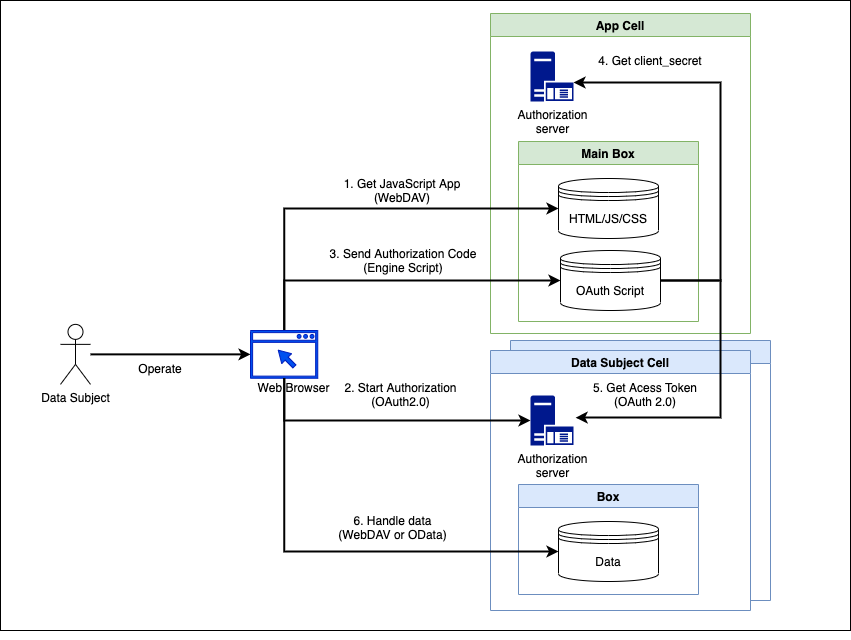 App Cell
4. Get client_secret
Authorization
server
Main Box
1. Get JavaScript App
(WebDAV)
HTML/JS/CSS
3. Send Authorization Code
(Engine Script)
OAuth Script
Operate
Data Subject
Web Browser
Data Subject Cell
2. Start Authorization
(OAuth2.0)
5. Get Acess Token
(OAuth 2.0)
Authorization
server
Box
6. Handle data
(WebDAV or OData)
Data